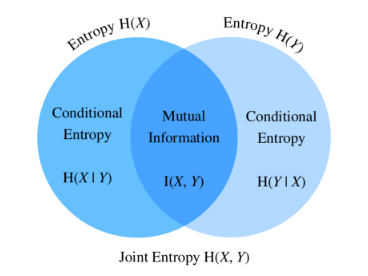 Entropy H(X)
Entropy H(Y)
Conditional
Entropy
H(X | Y)
Mutual
Information
I(X, Y)
Conditional
Entropy
H(Y | X)
Joint Entropy H(X, Y)